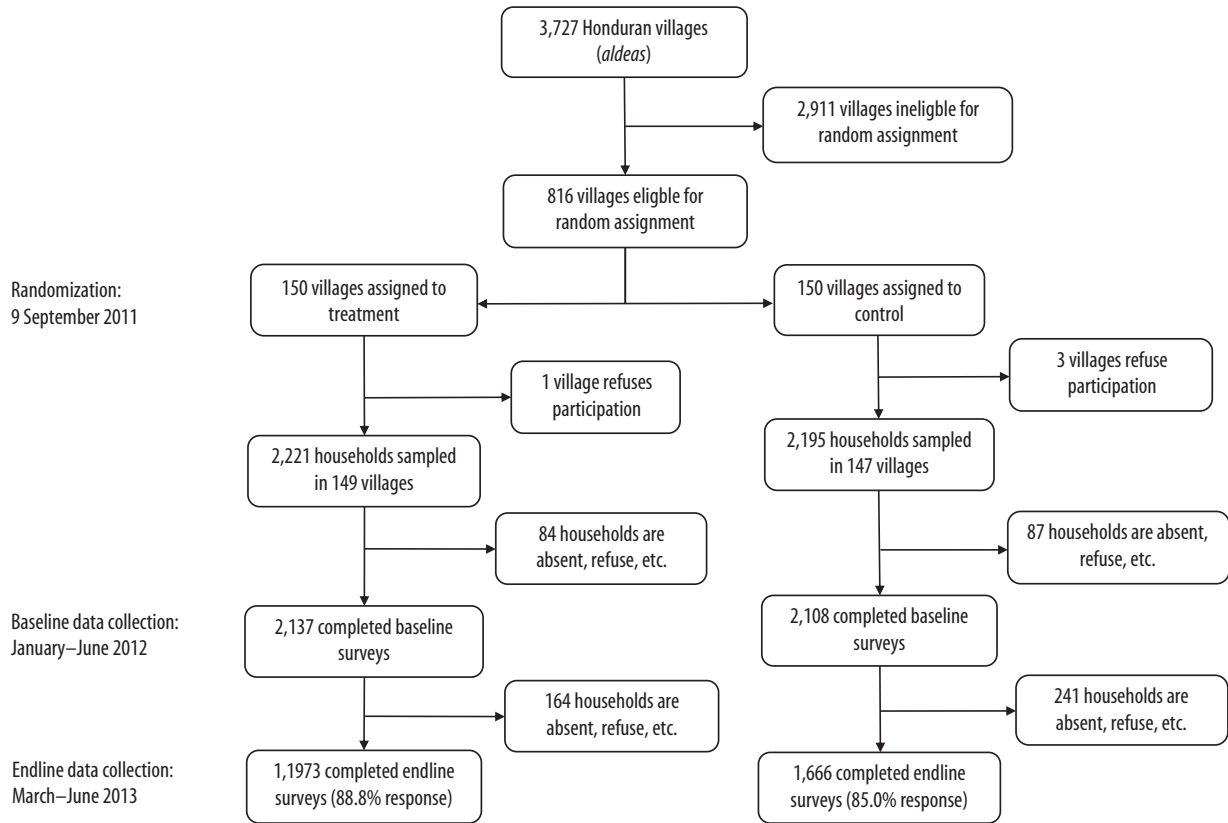 3,727 Honduran villages
(aldeas)
2,911 villages ineligible for
random assignment
816 villages eligble for
random assignment
Randomization:
9 September 2011
150 villages assigned to
treatment
150 villages assigned to
control
1 village refuses
participation
3 villages refuse
participation
2,221 households sampled
in 149 villages
2,195 households sampled
in 147 villages
84 households are
absent, refuse, etc.
87 households are absent,
refuse, etc.
Baseline data collection:
January–June 2012
2,137 completed baseline
surveys
2,108 completed baseline
surveys
164 households are
absent, refuse, etc.
241 households are
absent, refuse, etc.
Endline data collection:
March–June 2013
1,1973 completed endline
surveys (88.8% response)
1,666 completed endline
surveys (85.0% response)